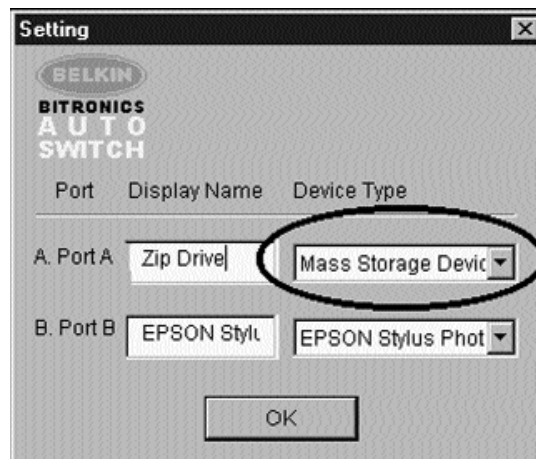 Setting
BELKIN
BITRONICS
AUTO
SWITCH
Port Display Name Device Type
A. Port A Zip Drive Mass Storage Devic
B. Port B EPSON Stylu EPSON Stylus Phot
OK